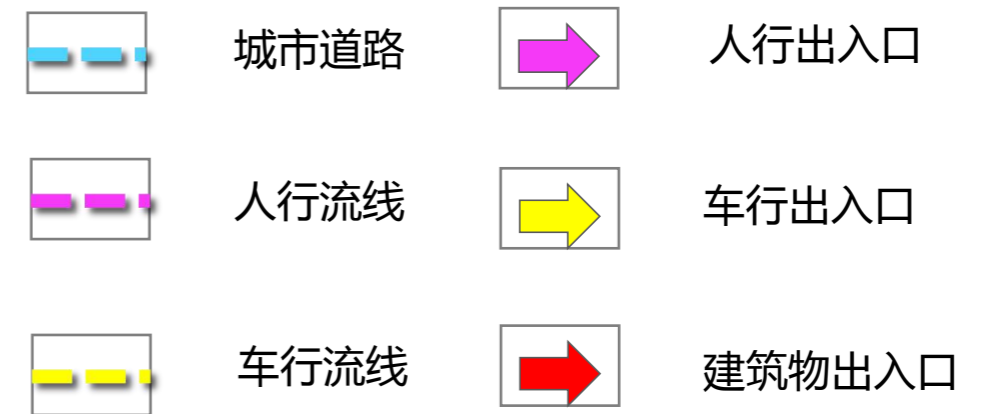 城市道路
人行出入口
人行流线
车行出入口
车行流线
建筑物出入口